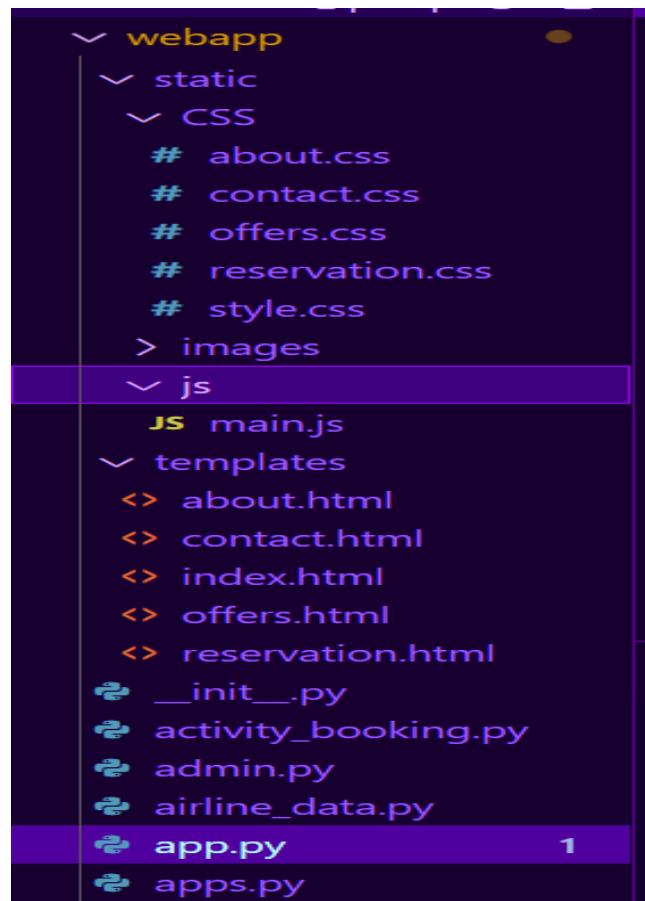 webapp
static
CSS
# about.css
# contact.css
# offers.css
# reservation.css
# style.css
> images
js
JS main.js
templates
<> about.html
<> contact.html
<> index.html
<> offers.html
<> reservation.html
__init__.py
activity_booking.py
admin.py
airline_data.py
app.py 1
apps.py